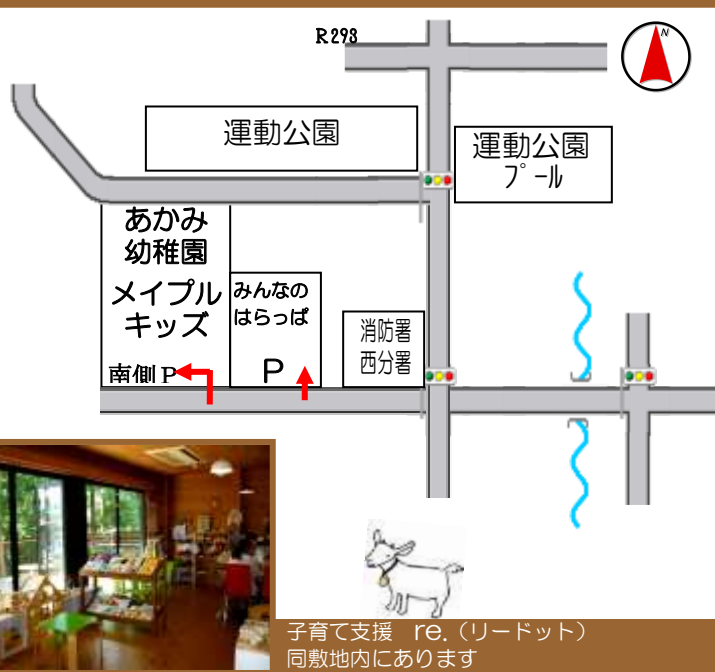 R293
N
運動公園
運動公園
プール
あかみ
幼稚園
メイプル
キッズ
南側P
みんなの
はらっぱ
P
消防署
西分署
子育て支援　re.（リードット）
同敷地内にあります